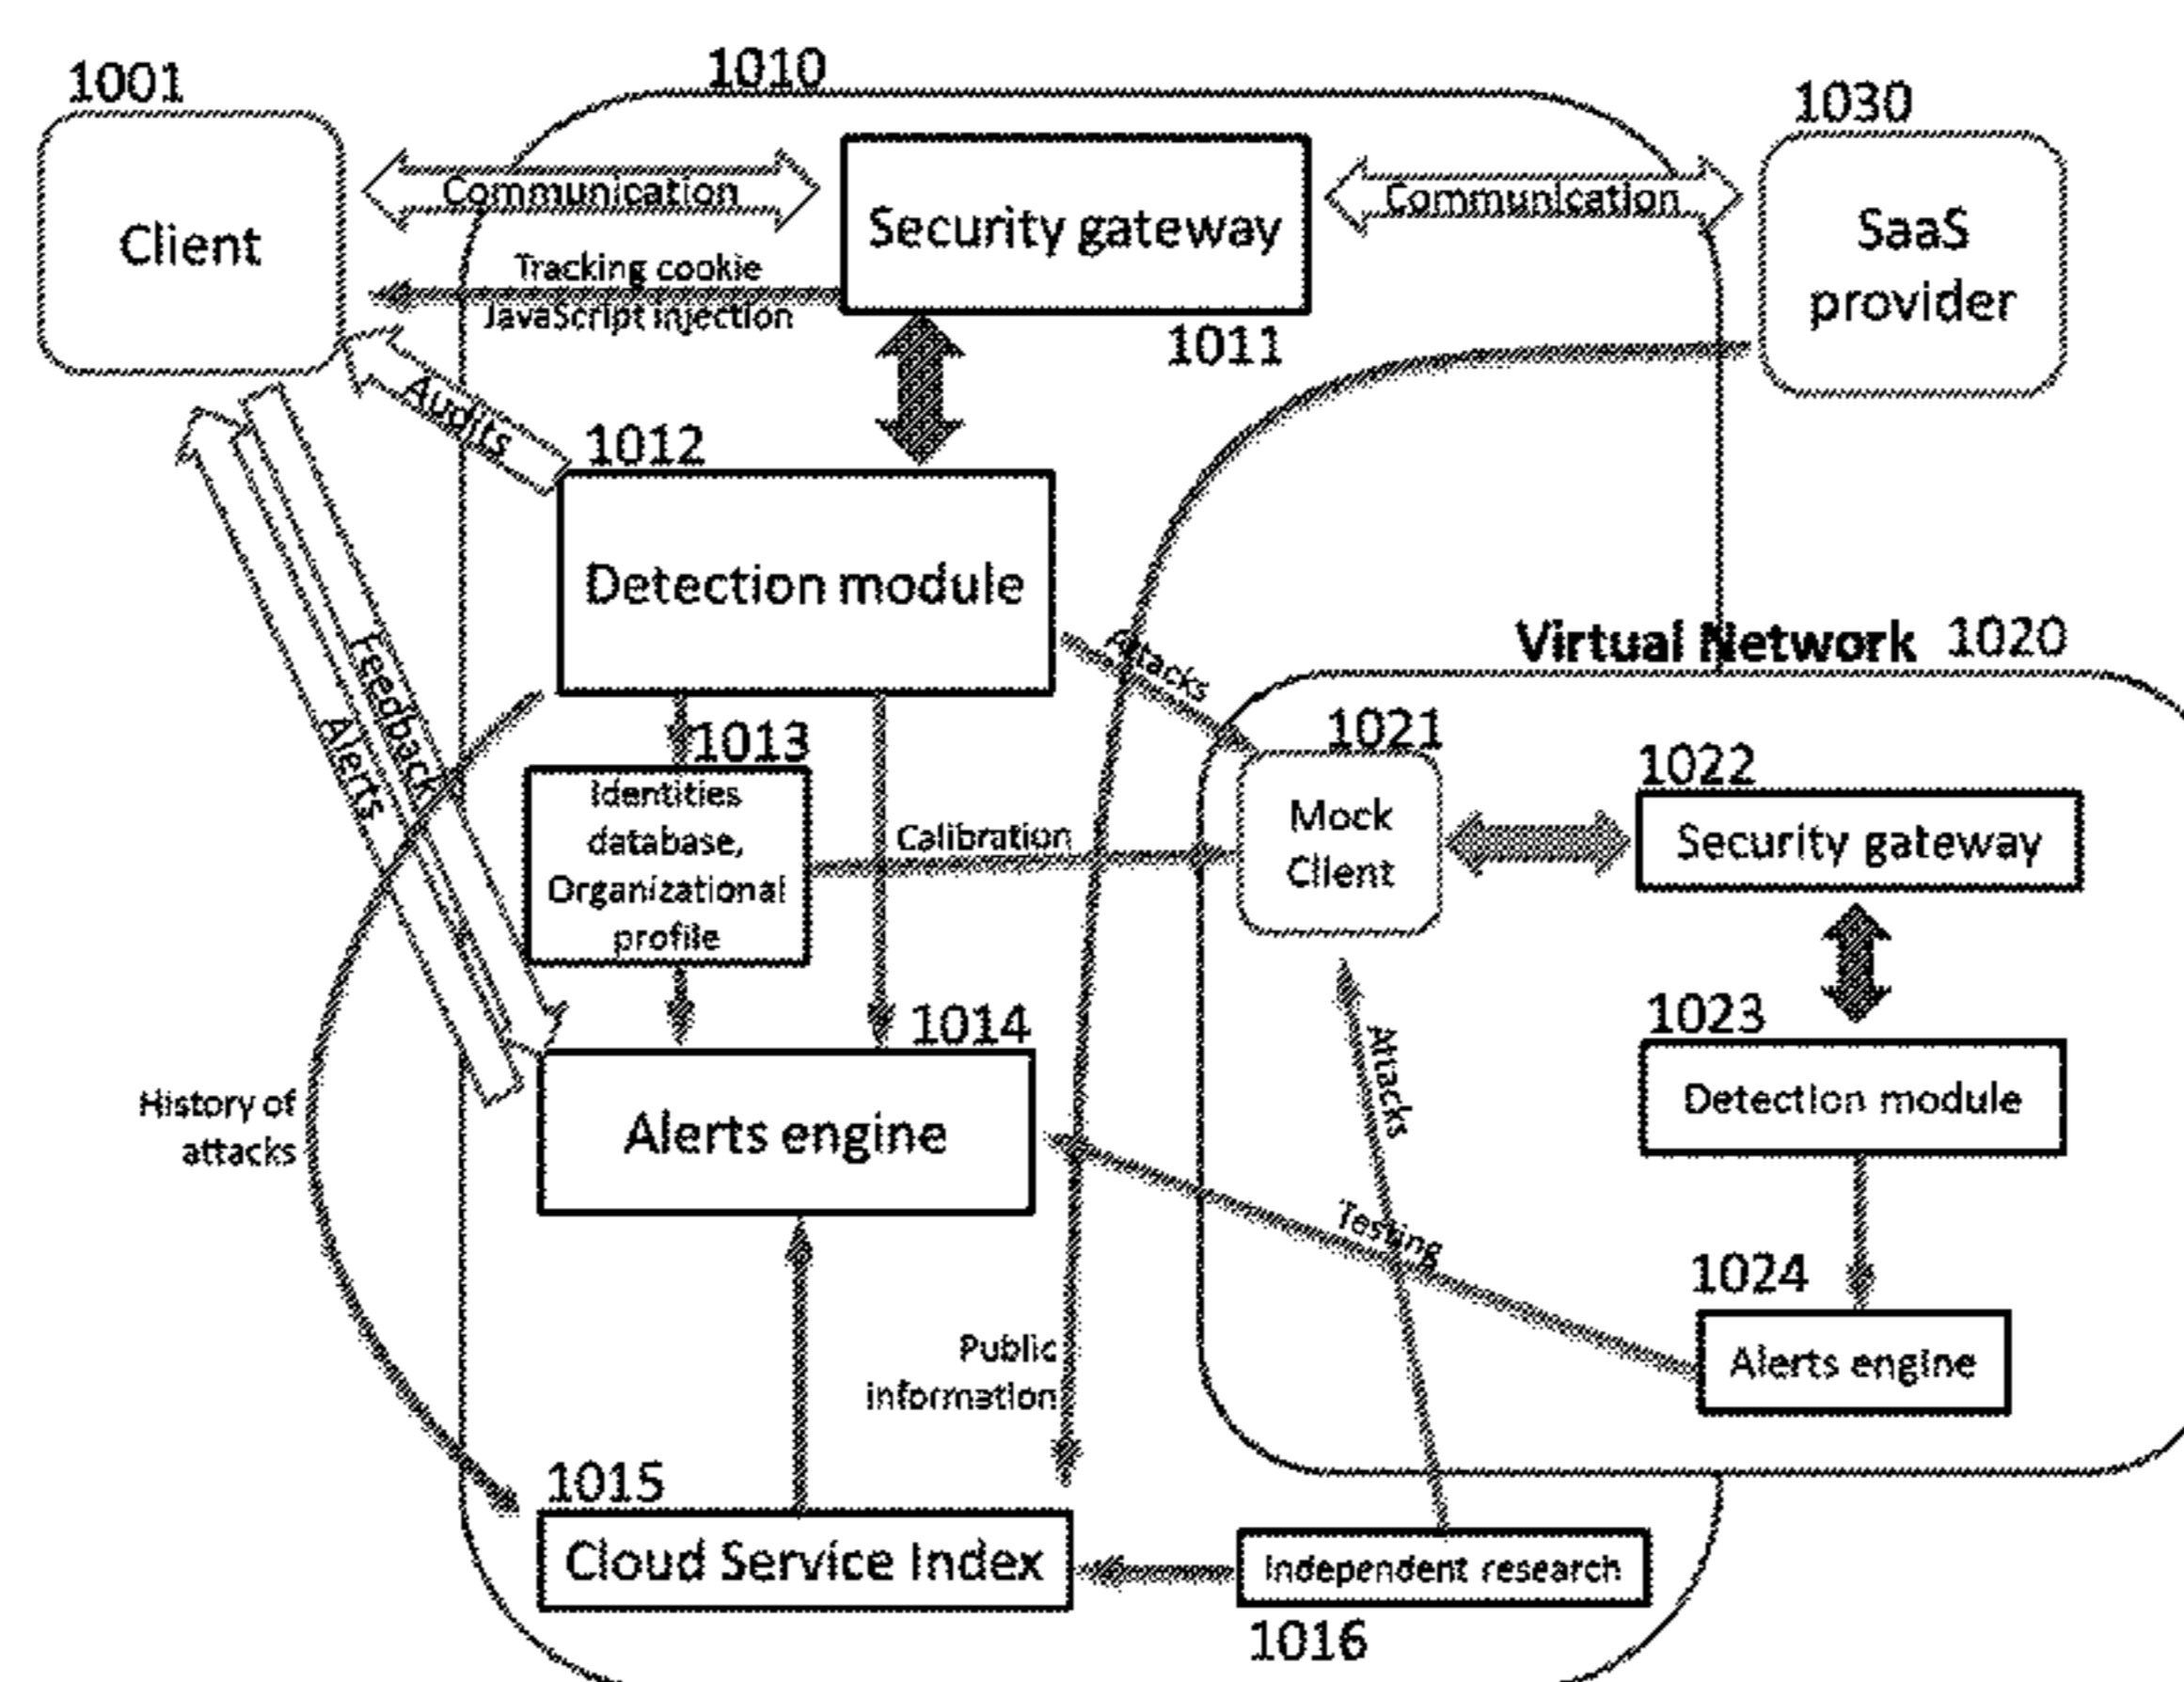 1001
1010
1030
Client
Communication
Security gateway
Communication
SaaS
provider
Tracking cookie
JavaScript injection
1011
Audits
1012
Detection module
Attacks
Virtual Network 1020
Feedback
Alerts
1013
Identities
database,
Organizational
profile
Calibration
1021
Mock
Client
1022
Security gateway
1014
Alerts engine
Attacks
1023
Detection module
History of
attacks
Testing
1024
Alerts engine
Public
information
1015
Cloud Service Index
Independent research
1016